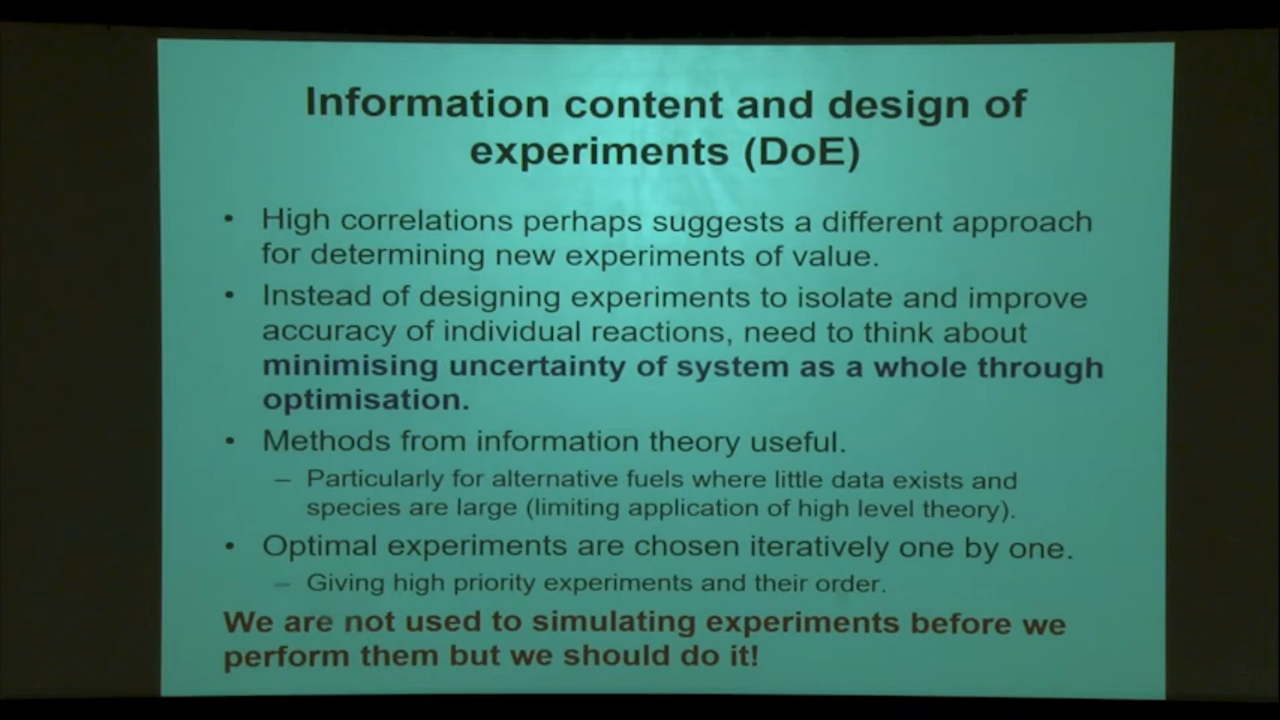 Information content and design of
experiments (DoE)
• High correlations perhaps suggests a different approach
for determining new experiments of value.
• Instead of designing experiments to isolate and improve
accuracy of individual reactions, need to think about
minimising uncertainty of system as a whole through
optimisation.
• Methods from information theory useful.
– Particularly for alternative fuels where little data exists and
species are large (limiting application of high level theory).
• Optimal experiments are chosen iteratively one by one.
– Giving high priority experiments and their order.
We are not used to simulating experiments before we
perform them but we should do it!